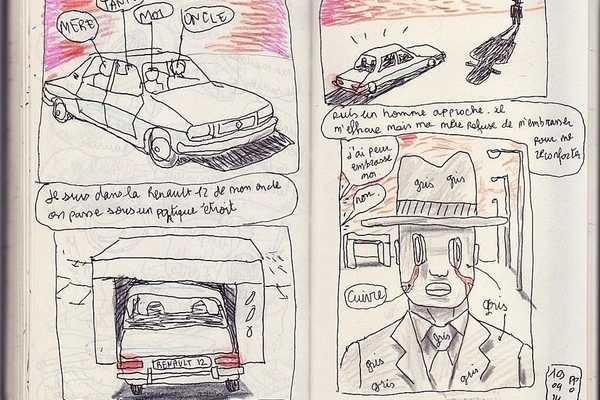 MÈRE
TANTE
MOI
ONCLE
Je suis dans la Renault 12 de mon oncle
on passe sous un portique étroit
RENAULT 12
puis un homme approche. il
m'effraie mais ma mère refuse de m'embrasser
pour me
réconforter
j'ai peur
embrasse
moi
non
gris gris
Cuivre
gris
gris
gris
gris
gris